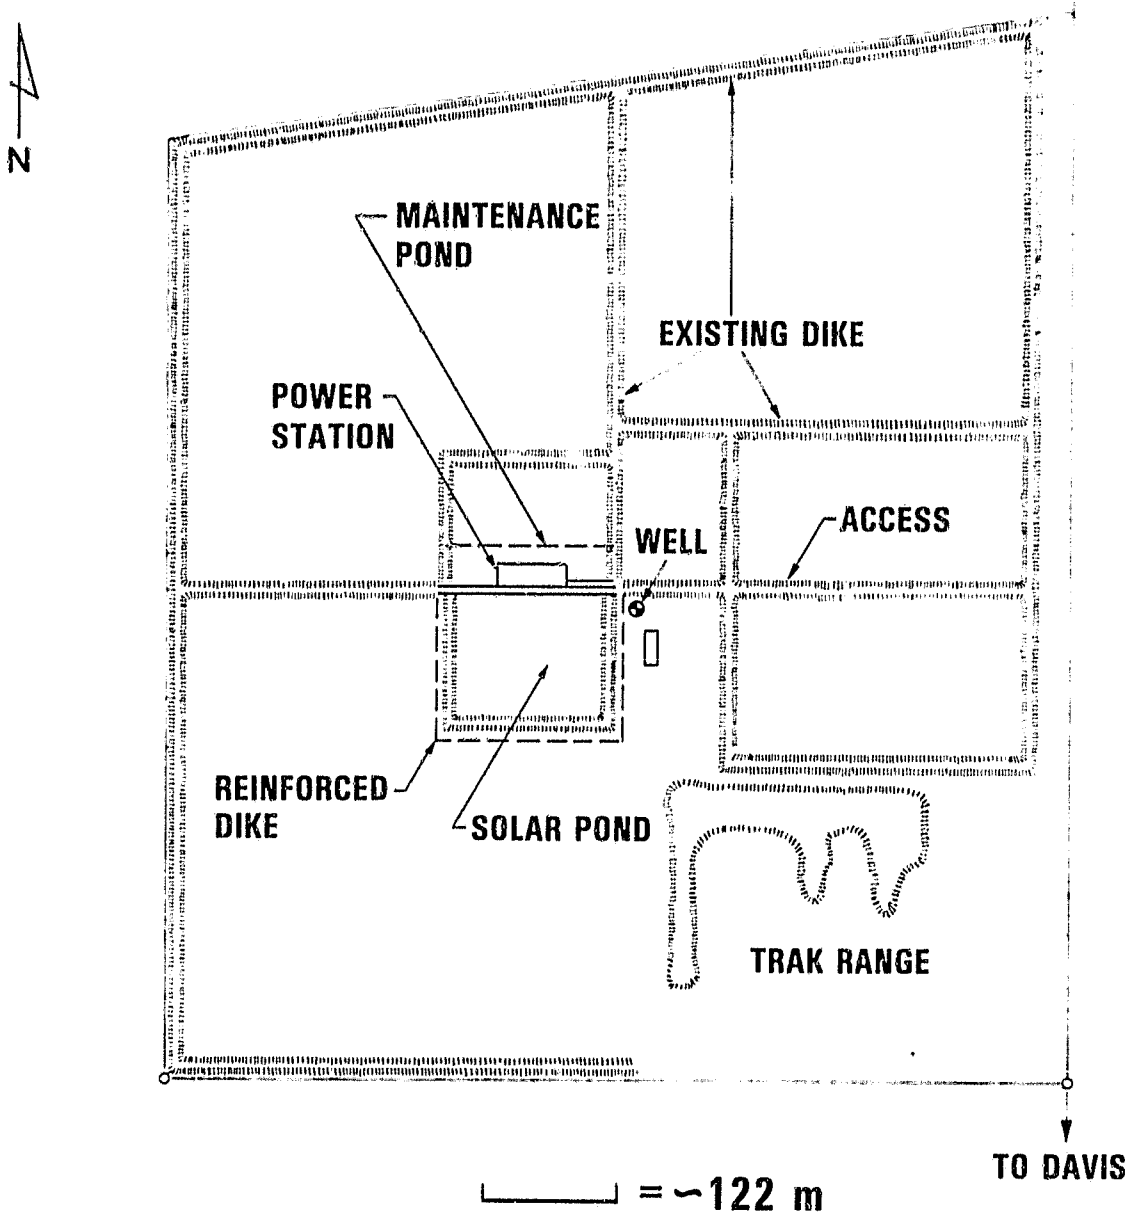 N
MAINTENANCE
POND
EXISTING DIKE
POWER
STATION
ACCESS
WELL
REINFORCED
DIKE
SOLAR POND
TRAK RANGE
TO DAVIS
= ~122 m